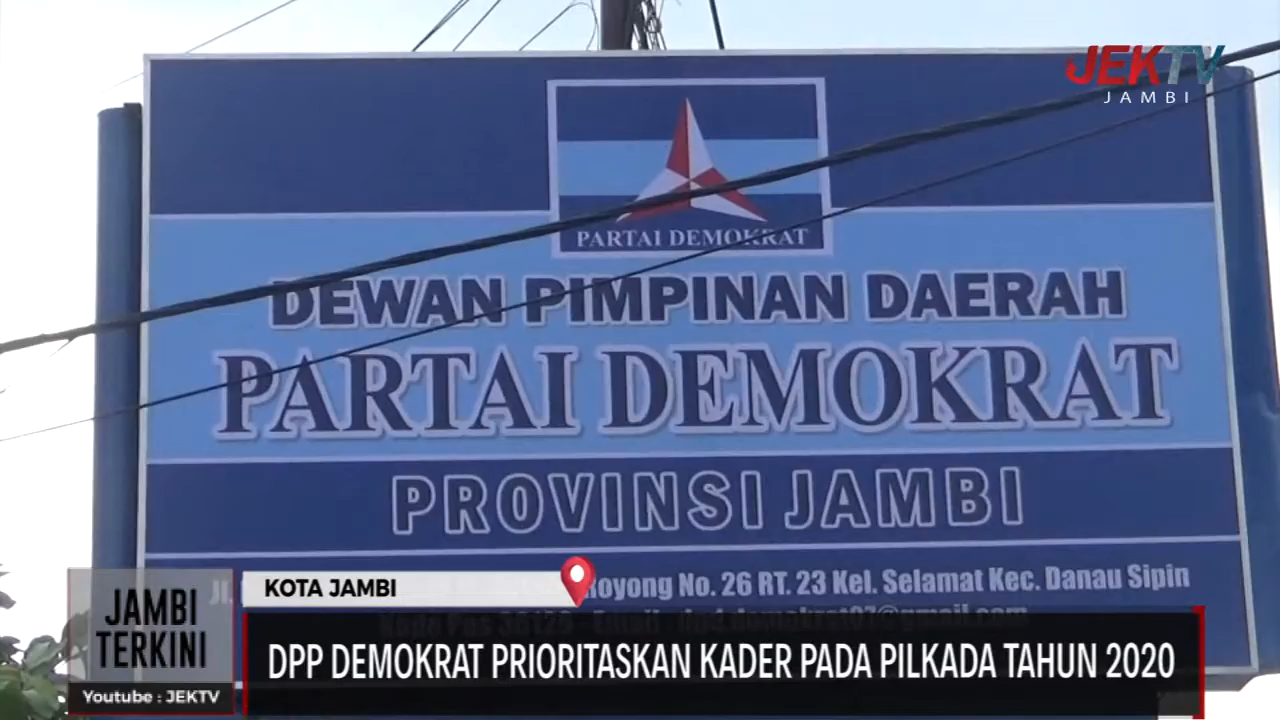 JEKTV
JAMBI
PARTAI DEMOKRAT
DEWAN PIMPINAN DAERAH
PARTAI DEMOKRAT
PROVINSI JAMBI
Royong No. 26 RT. 23 Kel. Selamat Kec. Danau Sipin
KOTA JAMBI
JAMBI
TERKINI
DPP DEMOKRAT PRIORITASKAN KADER PADA PILKADA TAHUN 2020
Youtube : JEKTV